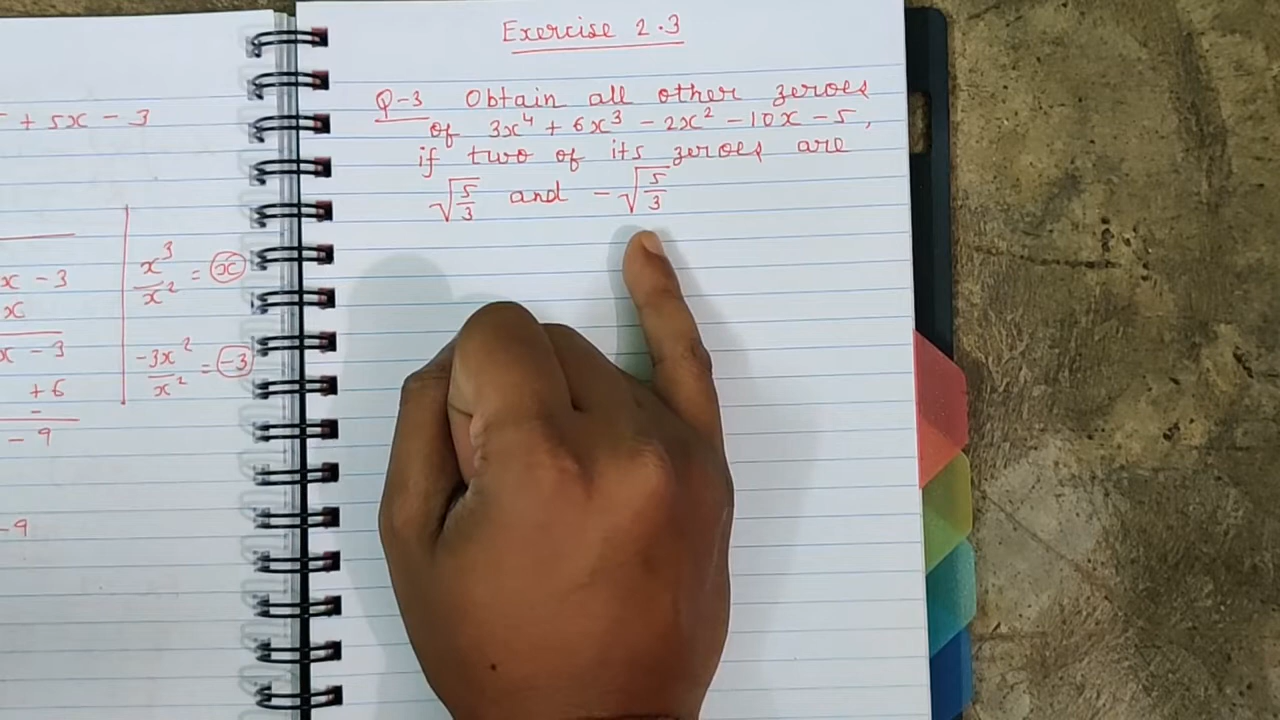 + 5x - 3
x - 3
x
x - 3
+ 6
-
- 9
- 9
x³/x² = x
-3x²/x² = -3
Exercise 2.3
Q-3 Obtain all other zeroes
of 3x⁴ + 6x³ - 2x² - 10x - 5,
if two of its zeroes are
√(5/3) and -√(5/3)